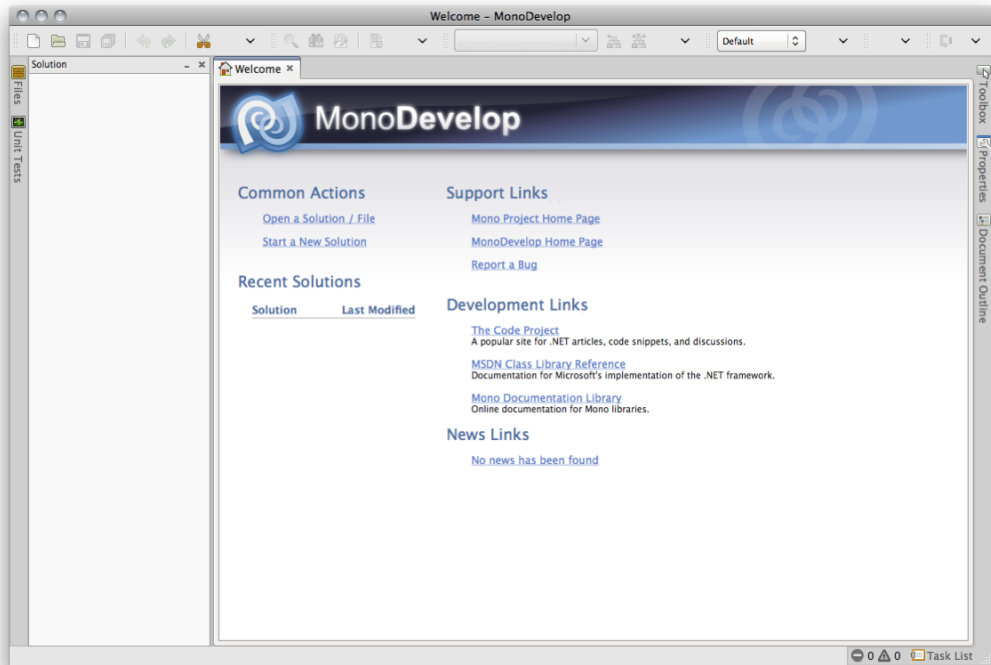 Welcome – MonoDevelop
Default
Solution
Welcome
Files
Unit Tests
MonoDevelop
Common Actions
Open a Solution / File
Start a New Solution
Recent Solutions
Solution Last Modified
Support Links
Mono Project Home Page
MonoDevelop Home Page
Report a Bug
Development Links
The Code Project
A popular site for .NET articles, code snippets, and discussions.
MSDN Class Library Reference
Documentation for Microsoft's implementation of the .NET framework.
Mono Documentation Library
Online documentation for Mono libraries.
News Links
No news has been found
Toolbox
Properties
Document Outline
0 0 Task List